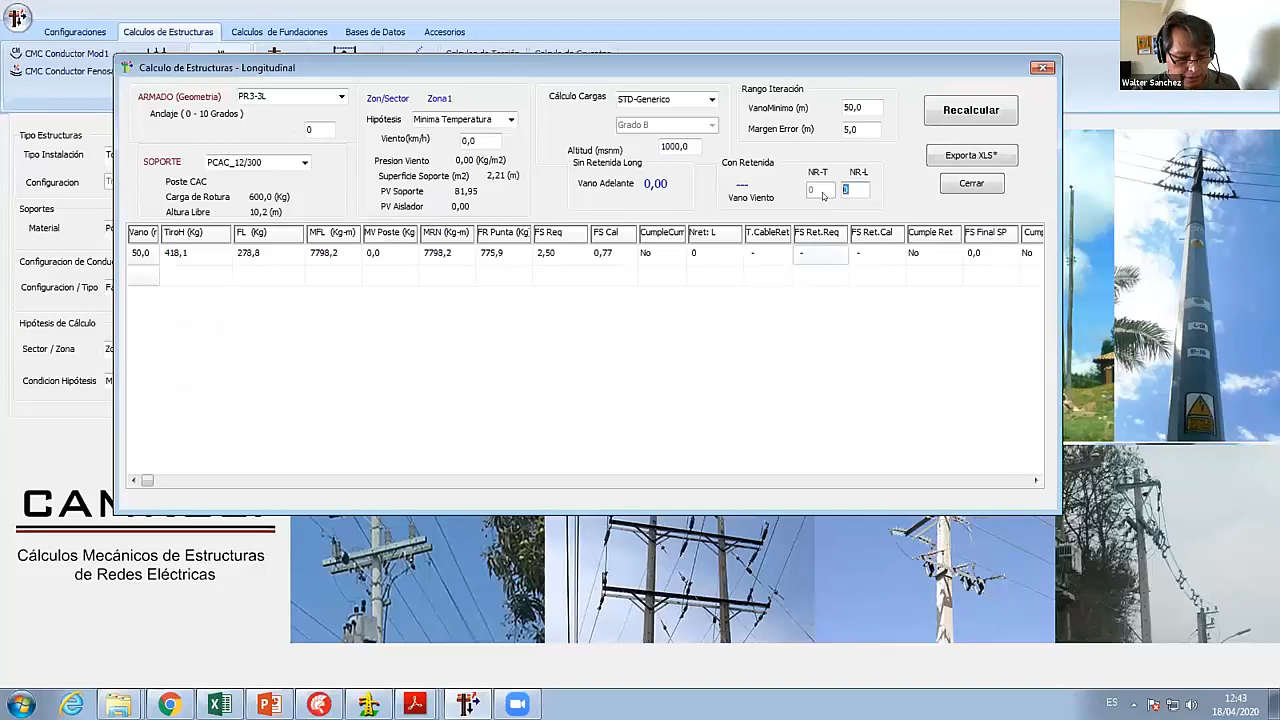 Configuraciones
Calculos de Estructuras
Calculos de Fundaciones
Bases de Datos
Accesorios
CMC Conductor Mod1
CMC Conductor Fenos
Walter Sanchez
Calculo de Estructuras - Longitudinal
ARMADO (Geometria)
PR3-3L
Anclaje ( 0 - 10 Grados )
0
SOPORTE
PCAC_12/300
Poste CAC
Carga de Rotura 600,0 (Kg)
Altura Libre 10,2 (m)
Zon/Sector Zona1
Hipótesis
Minima Temperatura
Viento(km/h) 0,0
Presion Viento 0,00 (Kg/m2)
Superficie Soporte (m2) 2,21 (m)
PV Soporte 81,95
PV Aislador 0,00
Cálculo Cargas
STD-Generico
Grado B
Altitud (msnm) 1000,0
Sin Retenida Long
Vano Adelante 0,00
Rango Iteración
VanoMinimo (m) 50,0
Margen Error (m) 5,0
Con Retenida
NR-T NR-L
---
Vano Viento
0
Recalcular
Exporta XLS*
Cerrar
Vano (r TiroH (Kg) FL (Kg) MFL (Kg-m) MV Poste (Kg MRN (Kg-m) FR Punta (Kg FS Req FS Cal CumpleCum Nret: L T.CableRet FS Ret.Req FS Ret.Cal Cumple Ret FS Final SP Cump
50,0 418,1 278,8 7798,2 0,0 7798,2 775,9 2,50 0,77 No 0 - - - No 0,0 No
Tipo Estructuras
Tipo Instalación
Configuracion
Soportes
Material
Configuracion de Condu
Configuracion / Tipo
Hipótesis de Cálculo
Sector / Zona
Condicion Hipótesis
Cálculos Mecánicos de Estructuras
de Redes Eléctricas
ES
12:43
18/04/2020